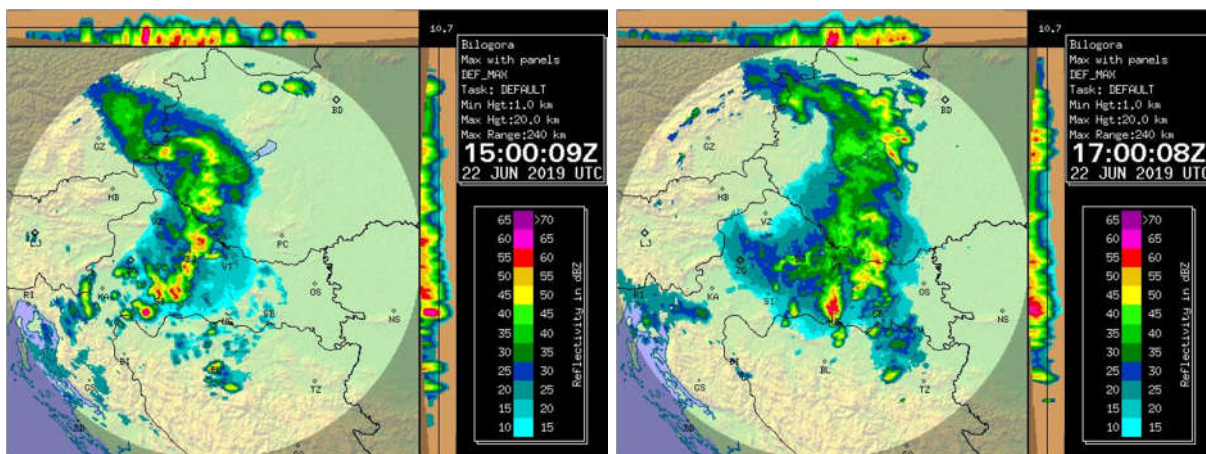 10.7
Bilogora
Max with panels
DEF_MAX
Task: DEFAULT
Min Hgt:1.0 km
Max Hgt:20.0 km
Max Range:240 km
15:00:09Z
22 JUN 2019 UTC
65 >70
60 65
55 60
50 55
45 50
40 45
35 40
30 35
25 30
20 25
15 20
10 15
Reflectivity in dBZ
BD
GZ
MB
VZ
PC
LJ
VT
RI
KA
OS
NS
SB
BI
GS
TZ
10.7
Bilogora
Max with panels
DEF_MAX
Task: DEFAULT
Min Hgt:1.0 km
Max Hgt:20.0 km
Max Range:240 km
17:00:08Z
22 JUN 2019 UTC
65 >70
60 65
55 60
50 55
45 50
40 45
35 40
30 35
25 30
20 25
15 20
10 15
Reflectivity in dBZ
BD
GZ
MB
VZ
LJ
ZG
RI
KA
SI
OS
NS
BL
GS
TZ